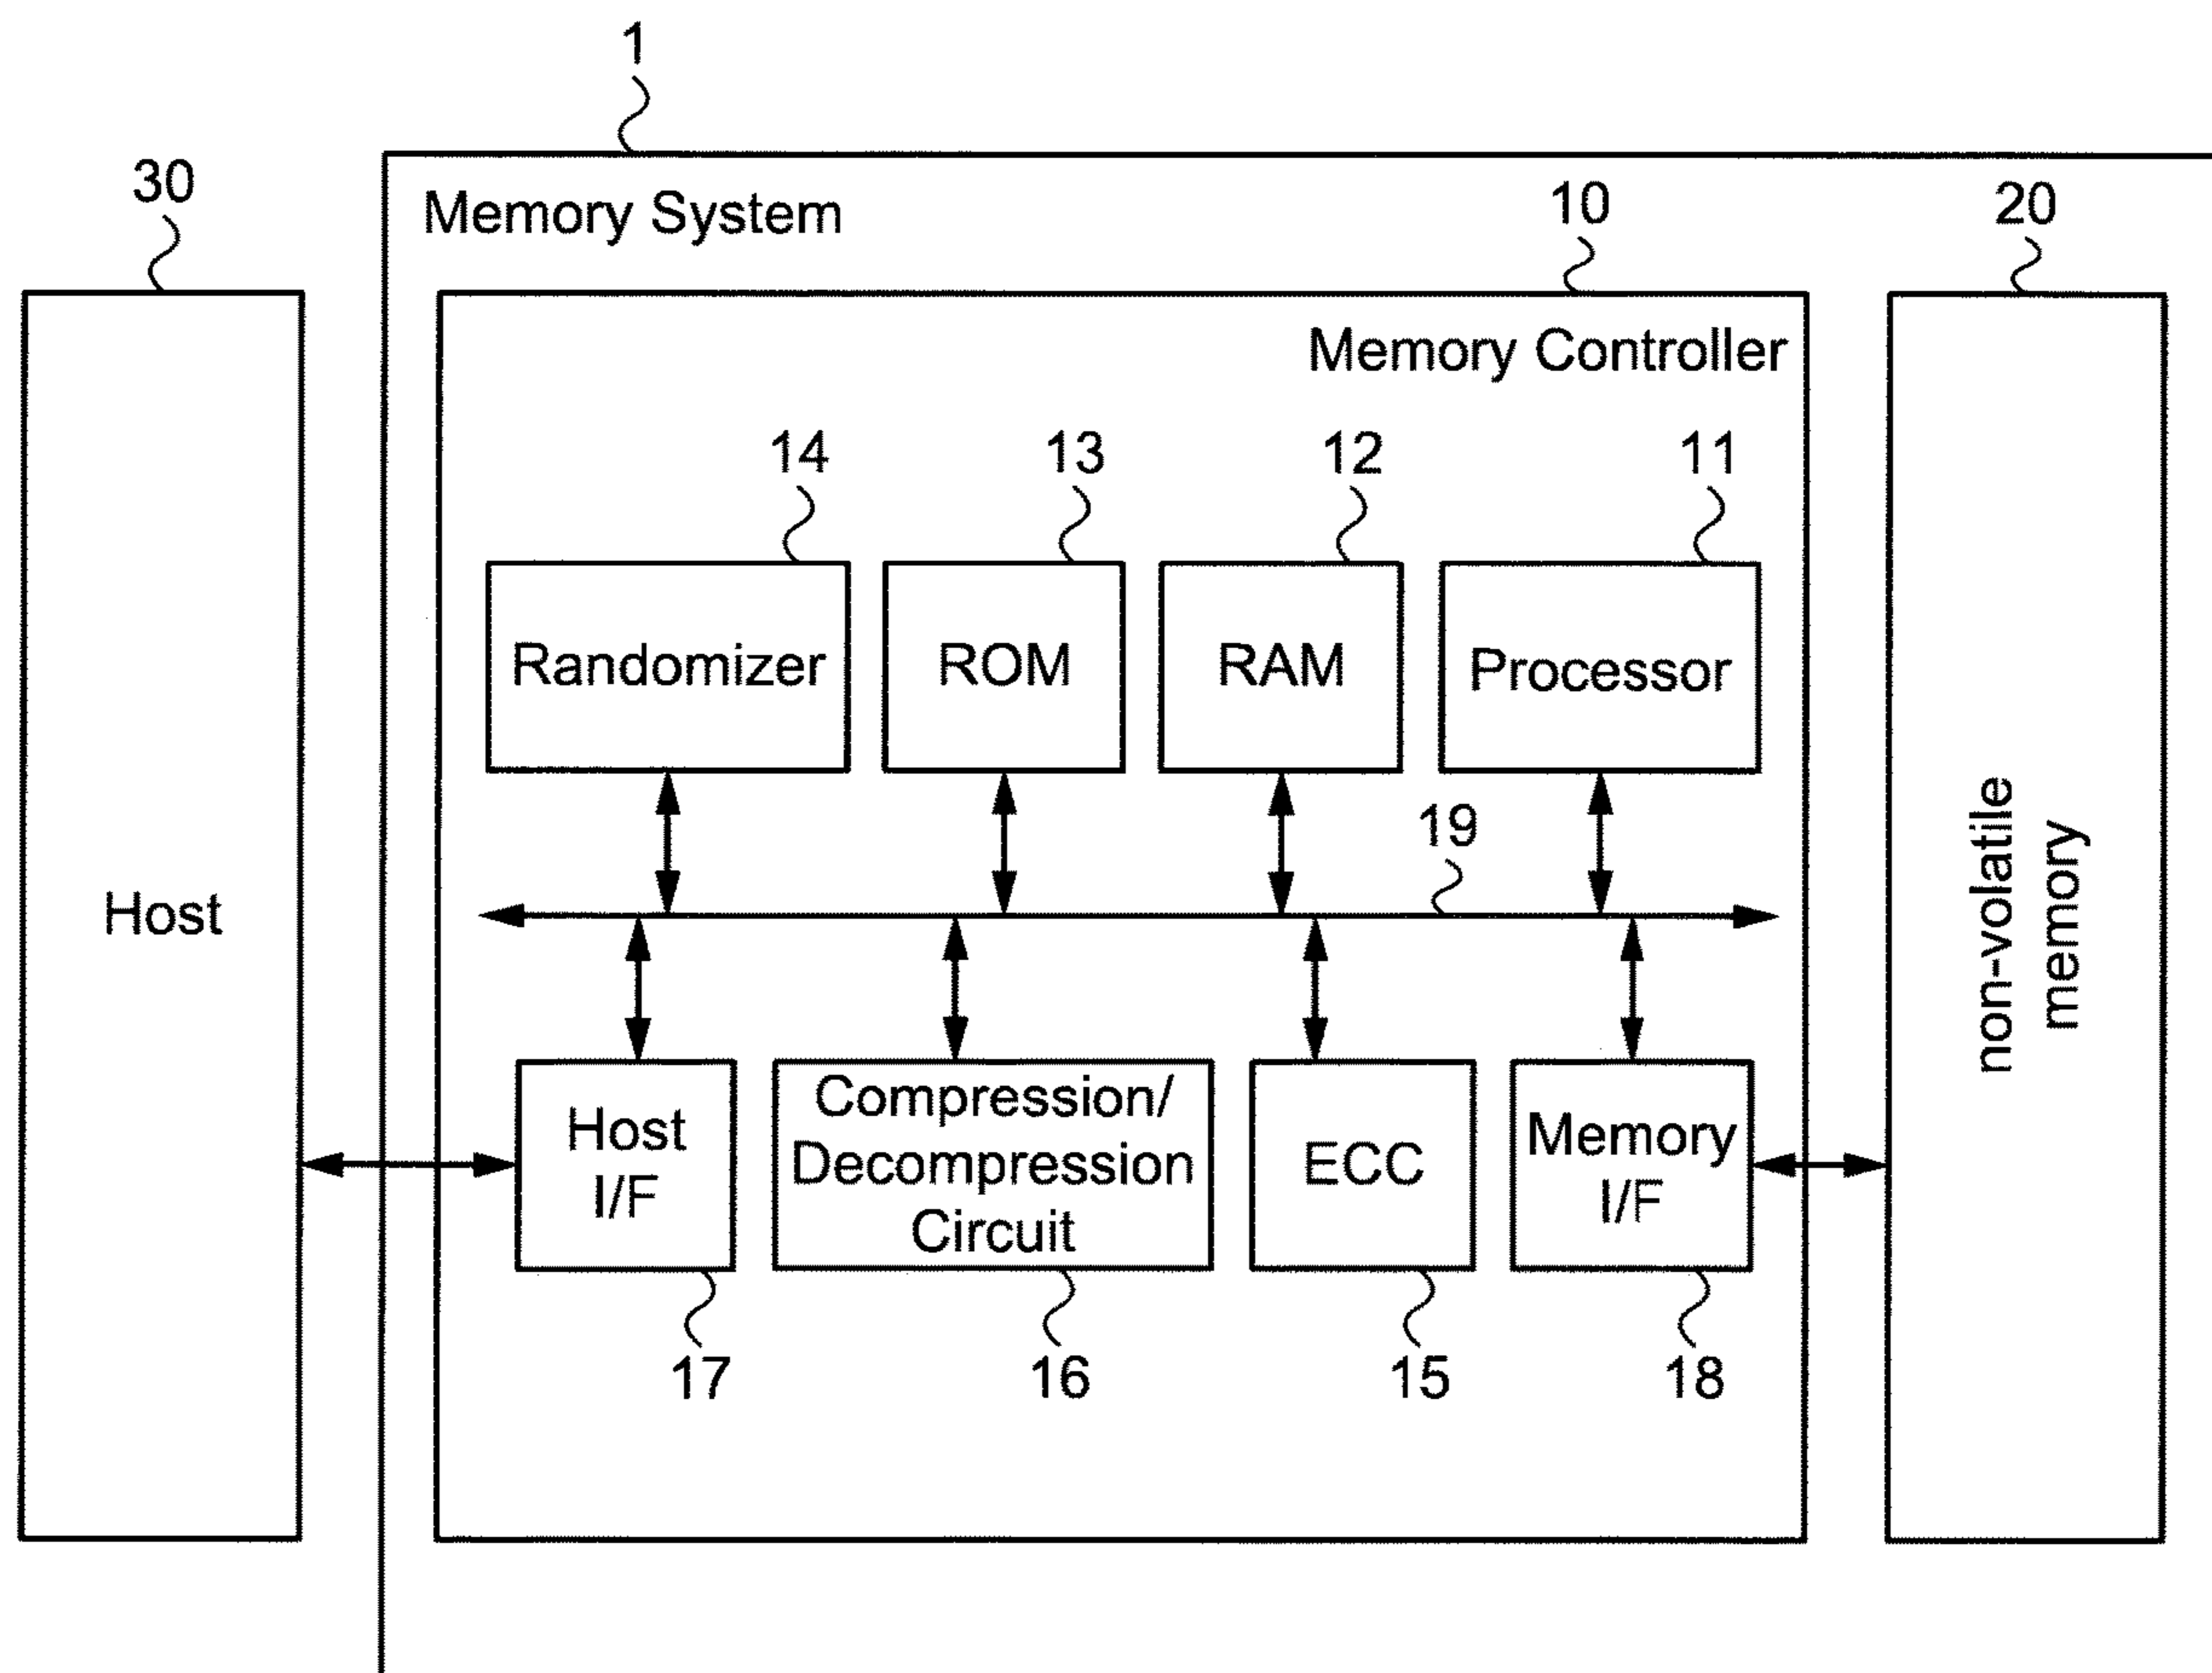 1
30
Memory System
10
20
Memory Controller
14
13
12
11
Randomizer
ROM
RAM
Processor
19
Host
non-volatile
memory
Host
I/F
Compression/
Decompression
Circuit
ECC
Memory
I/F
17
16
15
18